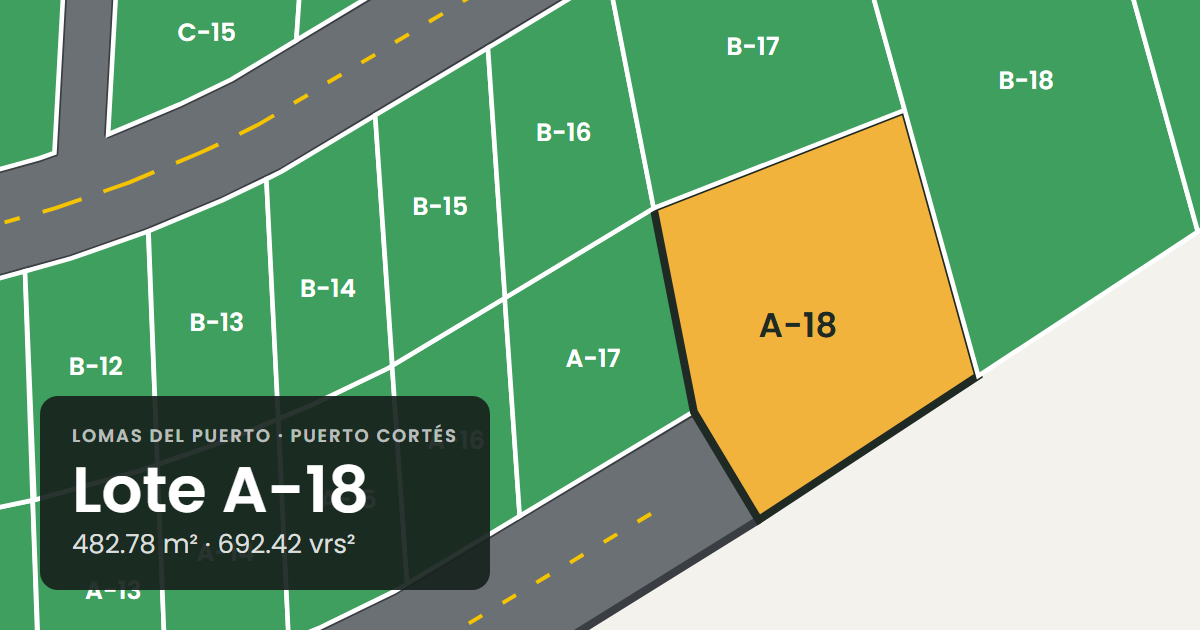 C-15
B-17
B-18
B-16
B-15
B-14
B-13
A-18
A-17
B-12
LOMAS DEL PUERTO · PUERTO CORTÉS
Lote A-18
482.78 m² · 692.42 vrs²
A-13